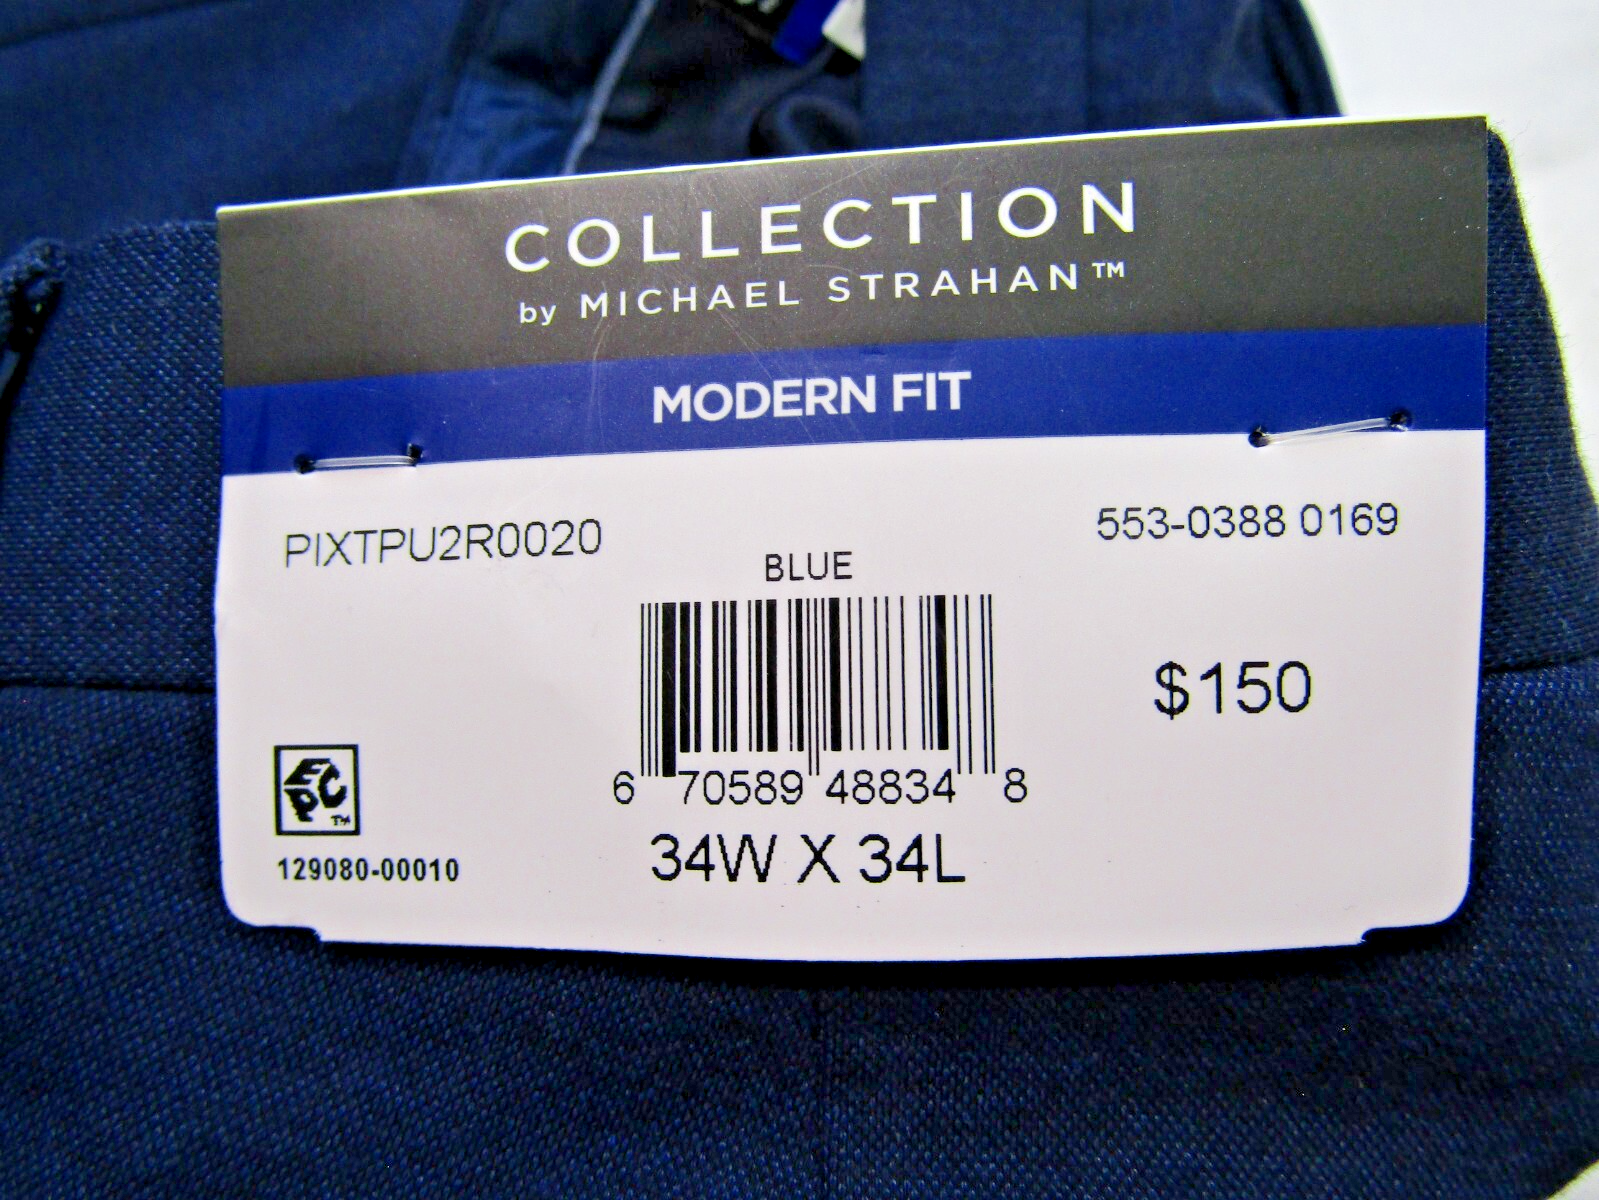 COLLECTION
by MICHAEL STRAHAN™
MODERN FIT
PIXTPU2R0020
553-0388 0169
BLUE
$150
6 70589 48834 8
EPC™
129080-00010
34W X 34L